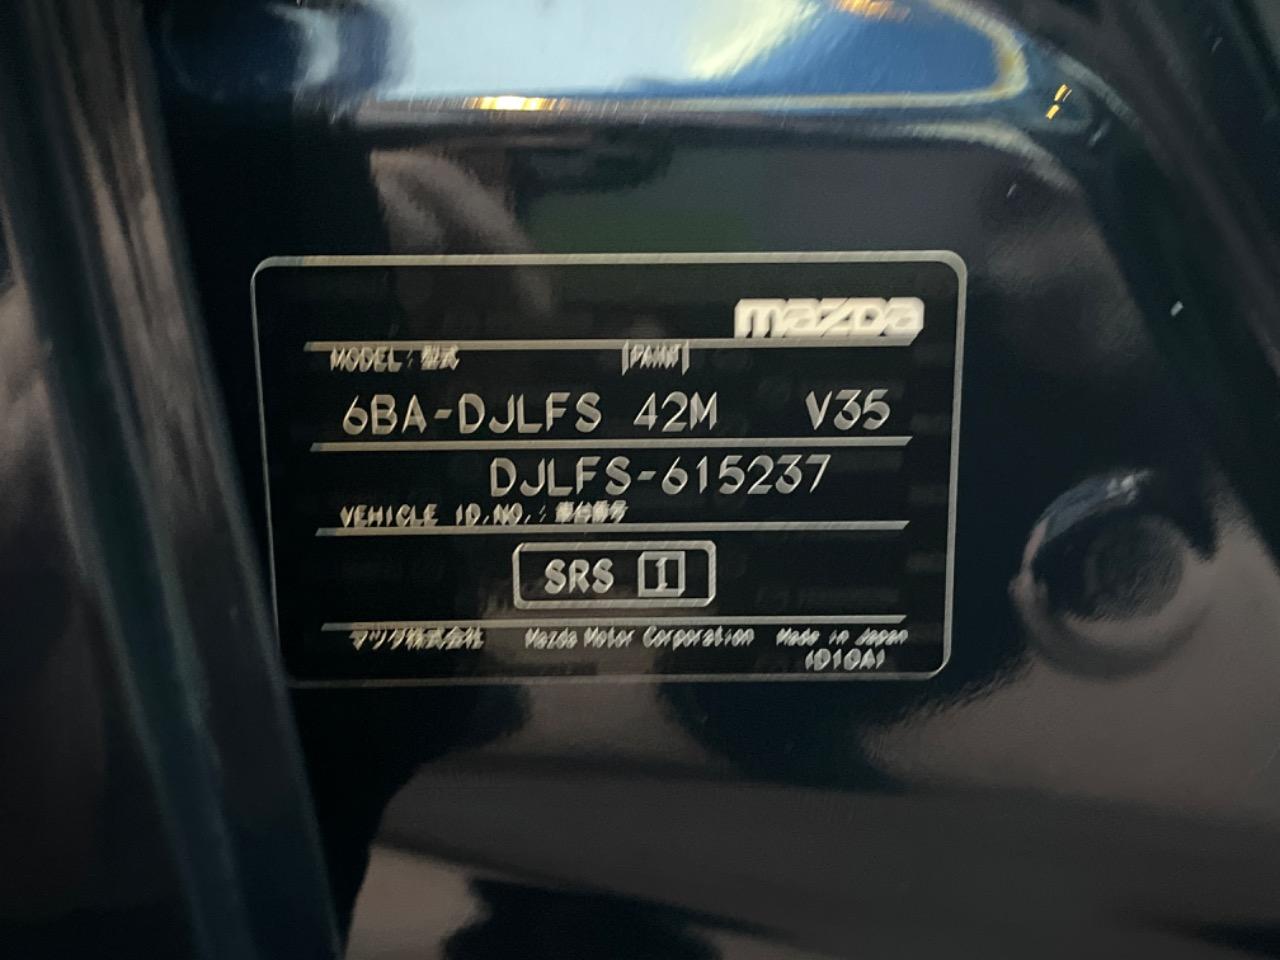 mazda
MODEL : 型式 [PAINT]
6BA-DJLFS 42M V35
DJLFS-615237
VEHICLE ID.NO. : 車台番号
SRS 1
マツダ株式会社 Mazda Motor Corporation Made in Japan
(D10A)